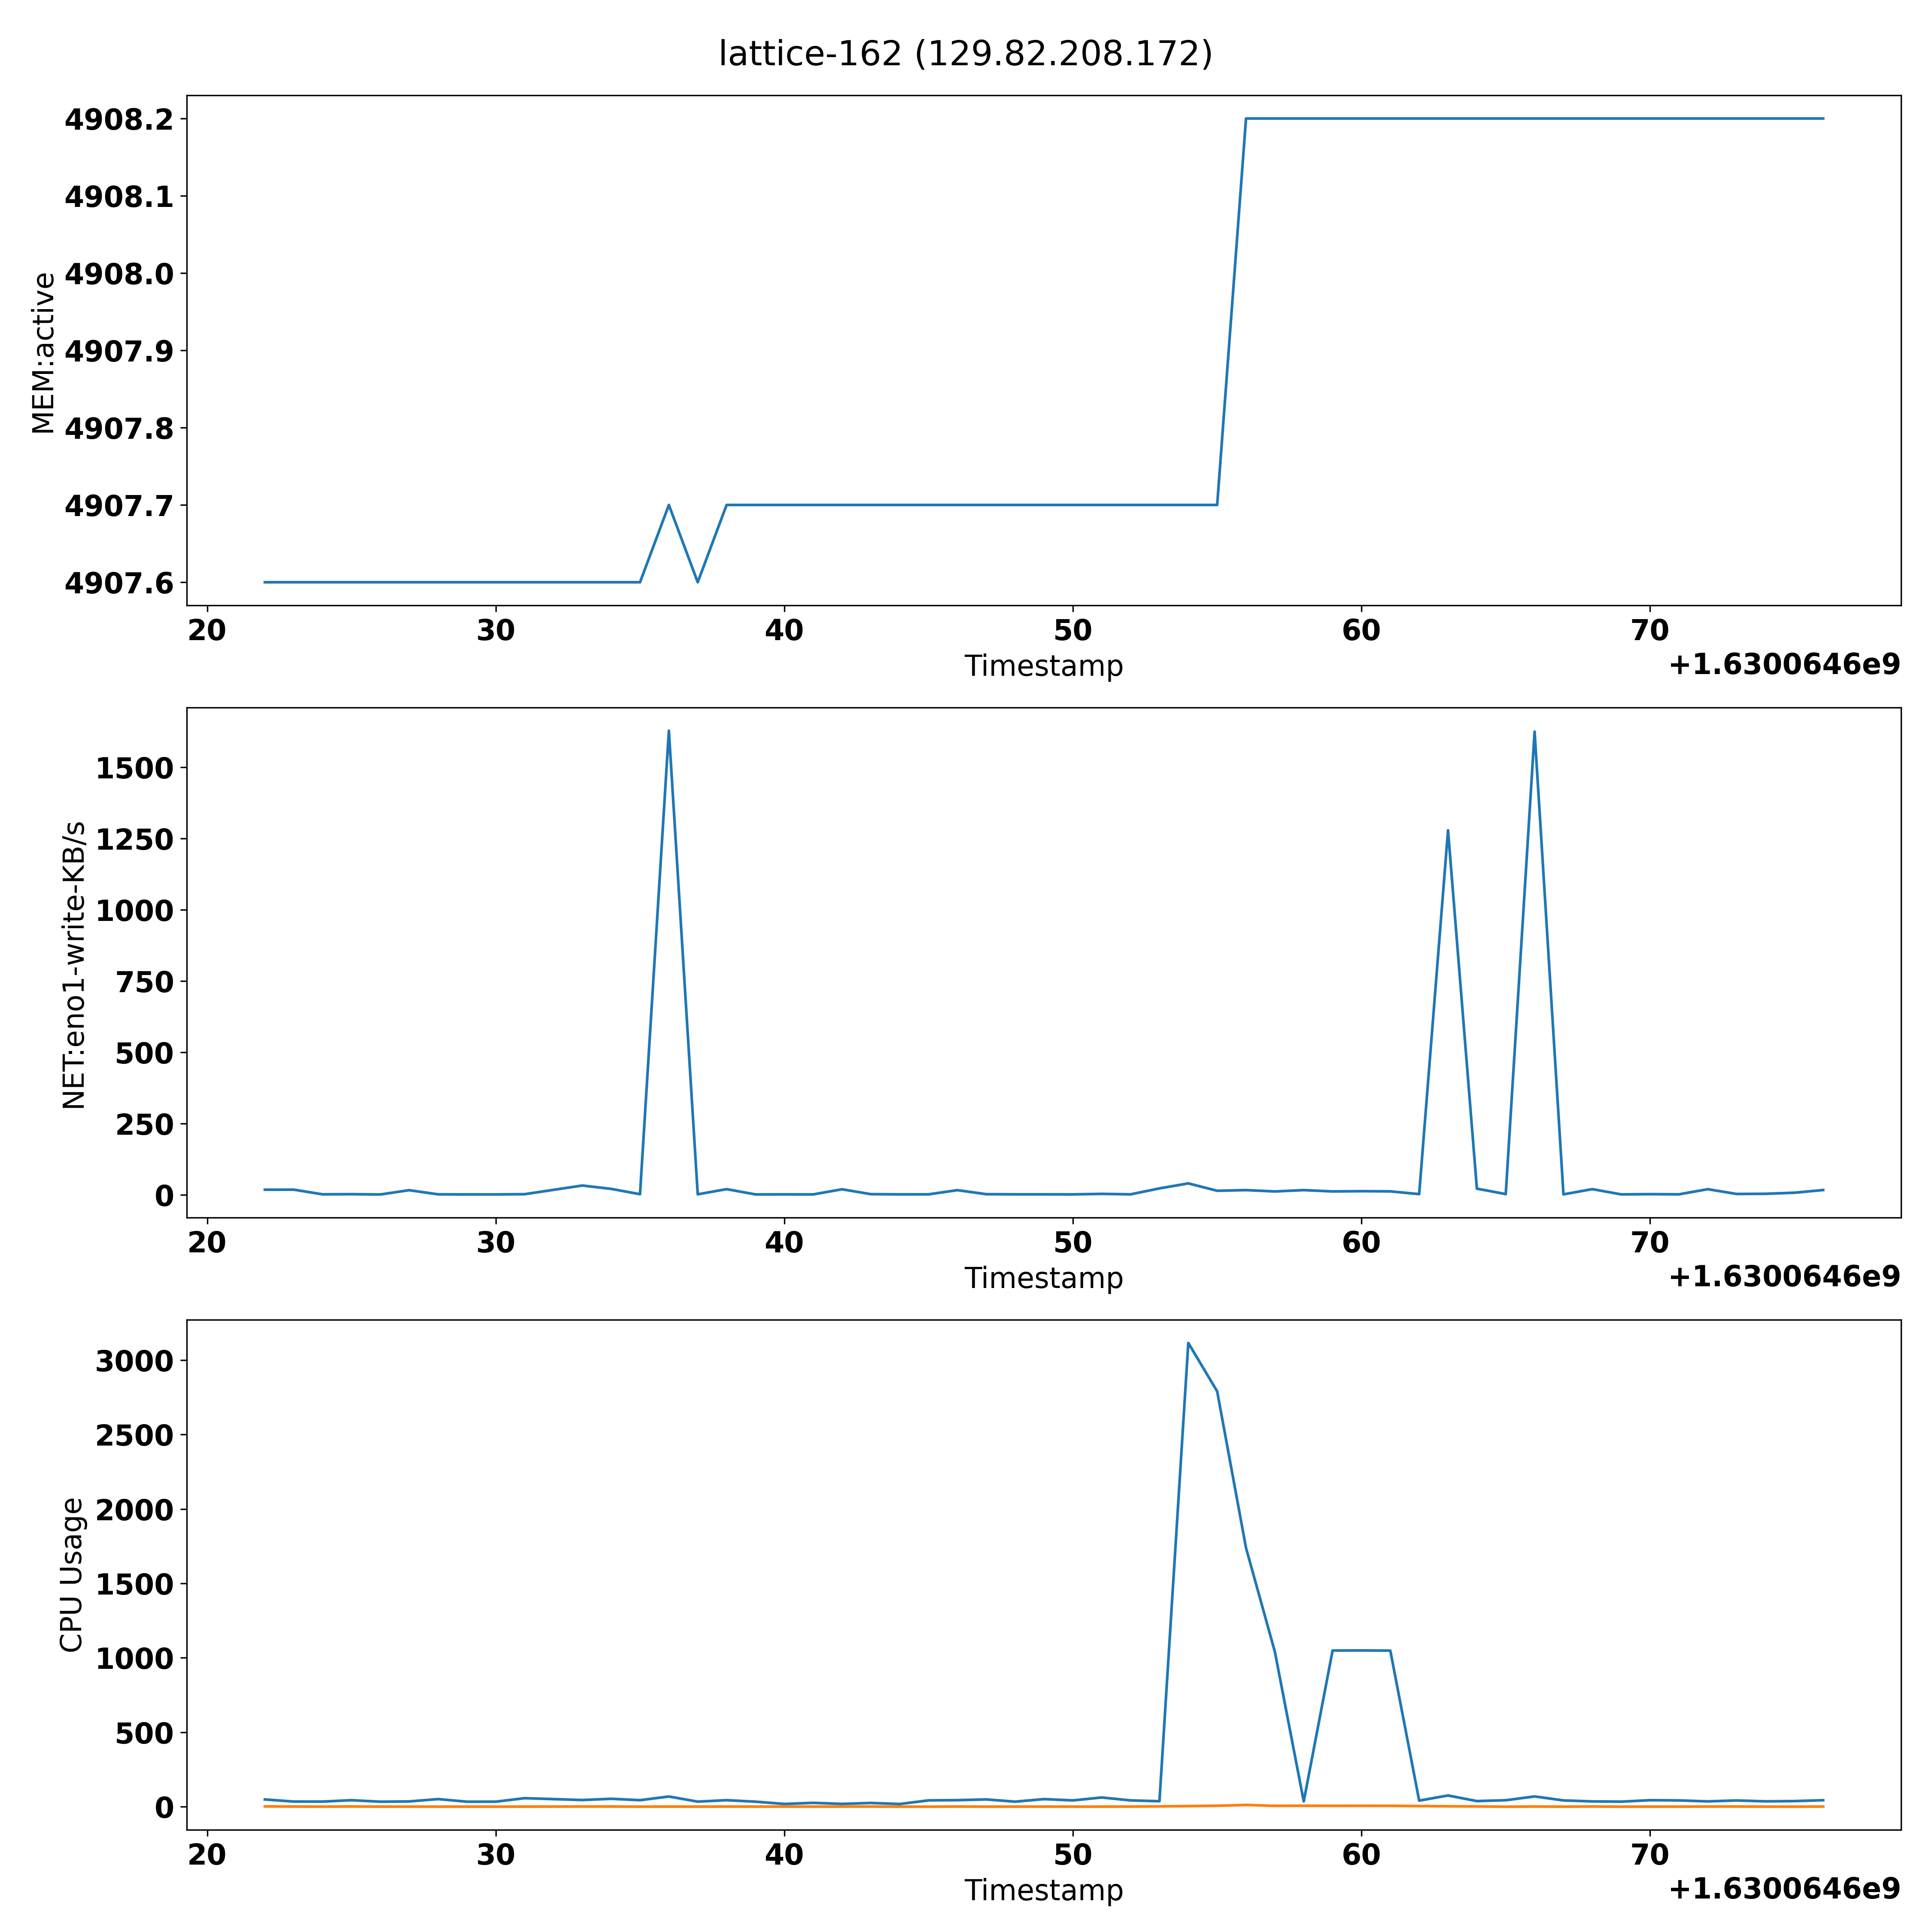 lattice-162 (129.82.208.172)
4908.2
4908.1
4908.0
4907.9
4907.8
4907.7
4907.6
MEM:active
20 30 40 50 60 70
Timestamp
+1.6300646e9
1500
1250
1000
750
500
250
0
NET:eno1-write-KB/s
20 30 40 50 60 70
Timestamp
+1.6300646e9
3000
2500
2000
1500
1000
500
0
CPU Usage
20 30 40 50 60 70
Timestamp
+1.6300646e9